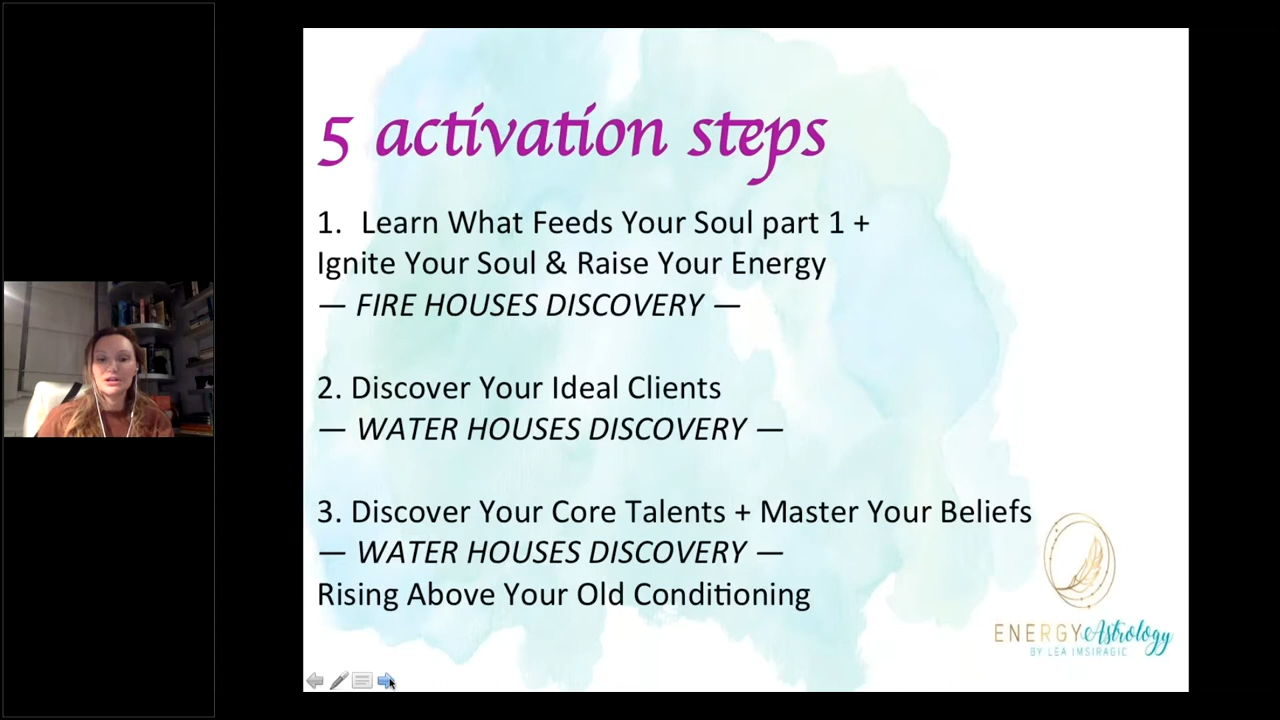 5 activation steps
1. Learn What Feeds Your Soul part 1 +
Ignite Your Soul & Raise Your Energy
— FIRE HOUSES DISCOVERY —
2. Discover Your Ideal Clients
— WATER HOUSES DISCOVERY —
3. Discover Your Core Talents + Master Your Beliefs
— WATER HOUSES DISCOVERY —
Rising Above Your Old Conditioning
ENERGY Astrology
BY LEA IMSIRAGIC